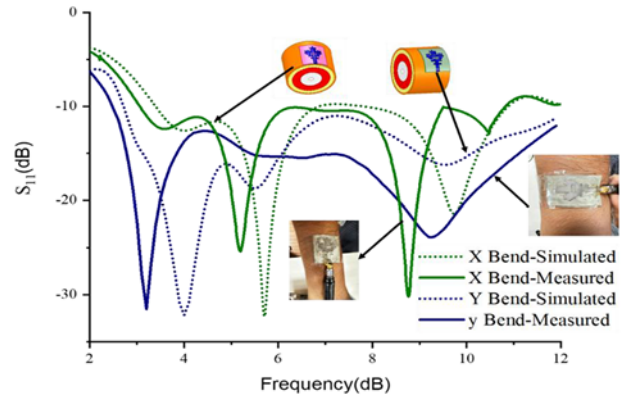 0
-10
-20
-30
S₁₁(dB)
X Bend-Simulated
X Bend-Measured
Y Bend-Simulated
y Bend-Measured
2 4 6 8 10 12
Frequency(dB)